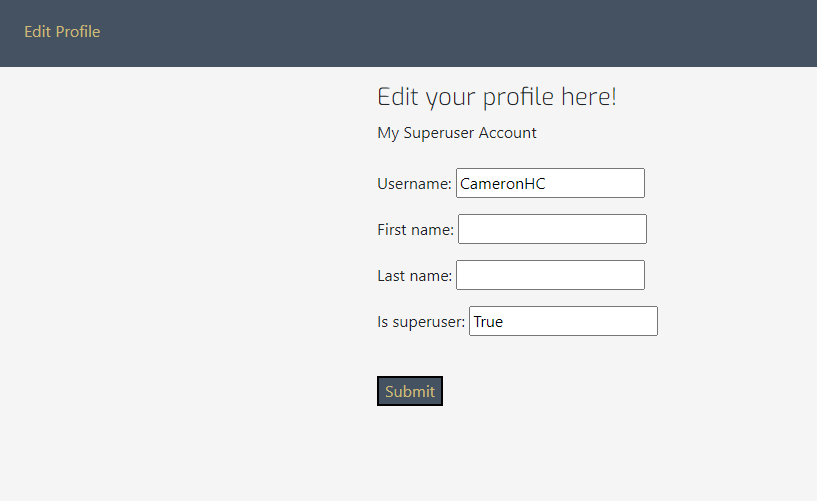 Edit Profile
Edit your profile here!
My Superuser Account
Username: CameronHC
First name:
Last name:
Is superuser: True
Submit